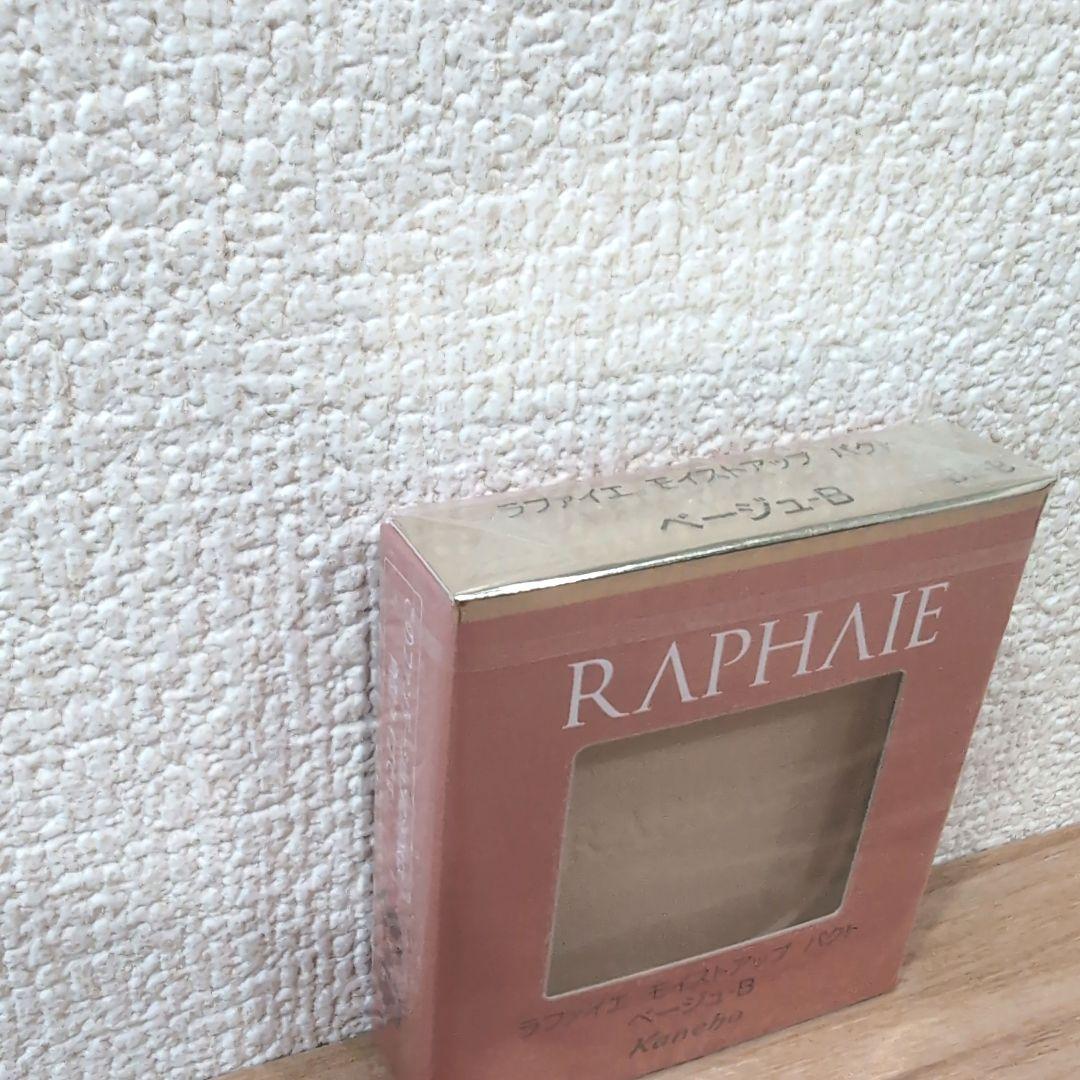 ラファイエ モイストアップ パクト
ベージュ-B
RAPHAIE
ラファイエ モイストアップ パクト
ベージュ-B
Kanebo